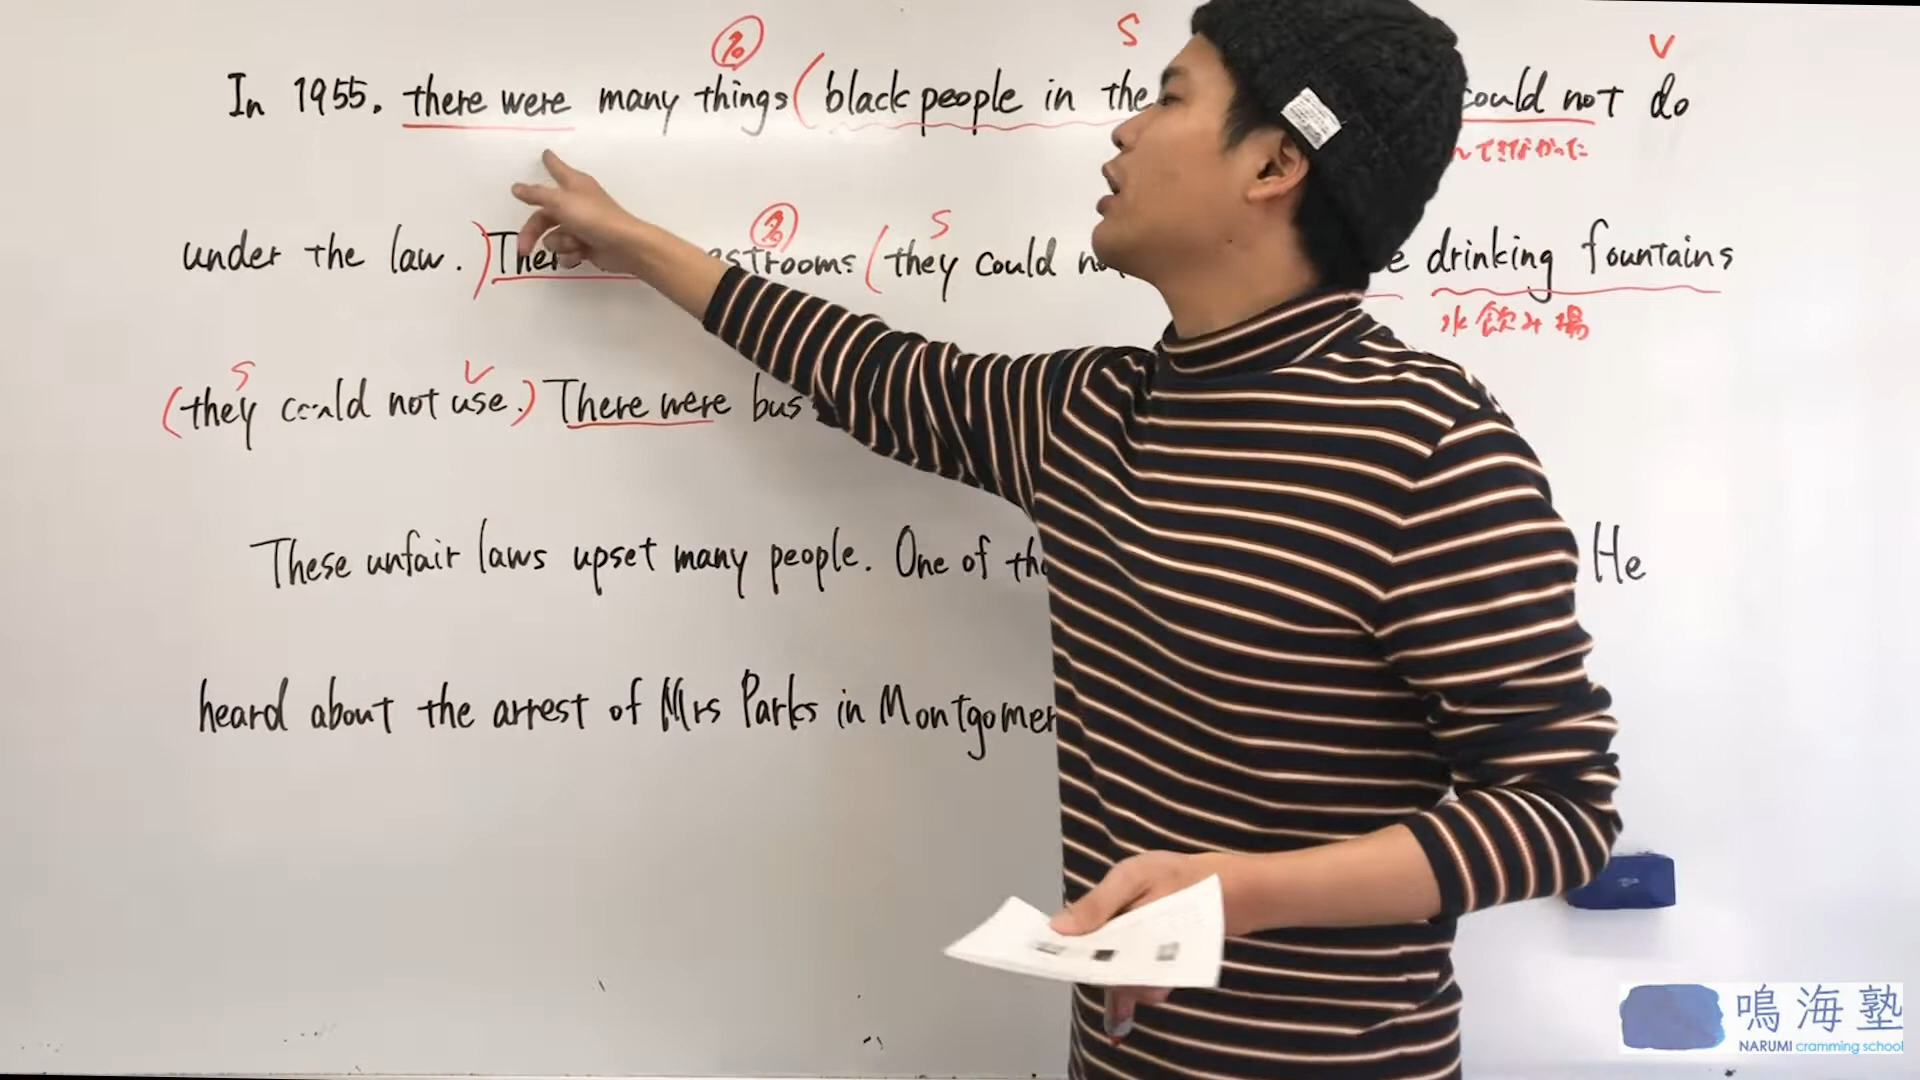 名 S V
In 1955, there were many things (black people in the could not do
んできなかった
名 S
under the law.) There restrooms (they could drinking fountains
水飲み場
S V
(they could not use.) There were bus
These unfair laws upset many people. One of He
heard about the arrest of Mrs Parks in
鳴海塾
NARUMI cramming school